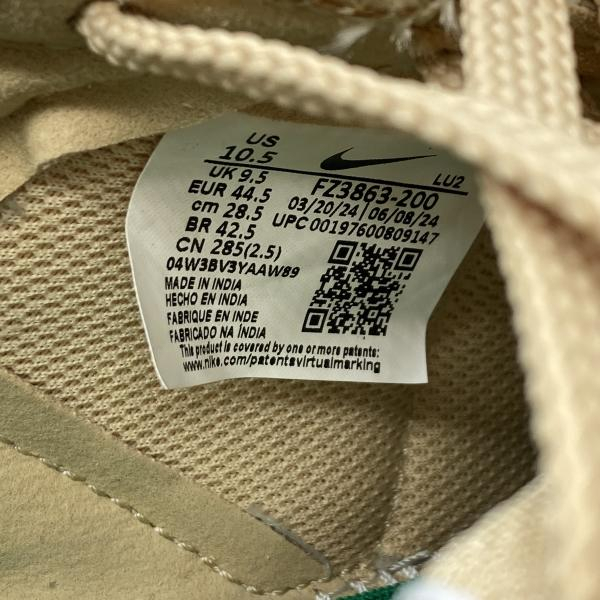 US
10.5
UK 9.5
EUR 44.5
cm 28.5
BR 42.5
CN 285(2.5)
LU2
FZ3863-200
03/20/24 | 06/08/24
UPC 00197600809147
04W3BV3YAAW89
MADE IN INDIA
HECHO EN INDE
FABRIQUE EN INDE
FABRICADO NA ÍNDIA
This product is covered by one or more patents:
www.nike.com/patentsvirtualmarking